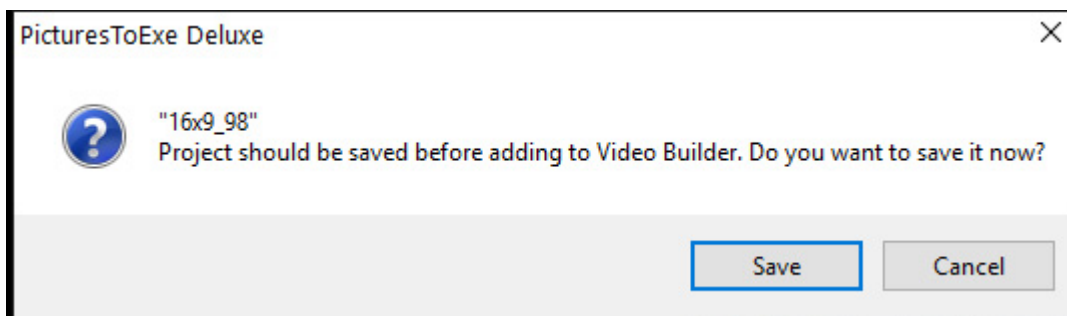 PicturesToExe Deluxe
"16x9_98"
Project should be saved before adding to Video Builder. Do you want to save it now?
Save
Cancel